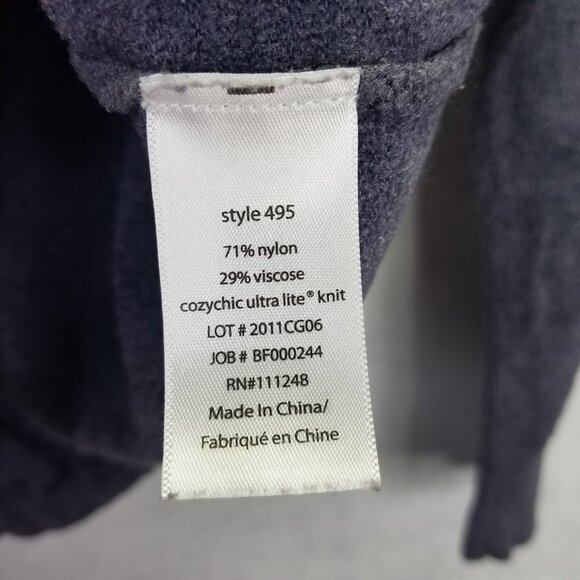 style 495
71% nylon
29% viscose
cozychic ultra lite® knit
LOT # 2011CG06
JOB # BF000244
RN#111248
Made In China/
Fabriqué en Chine